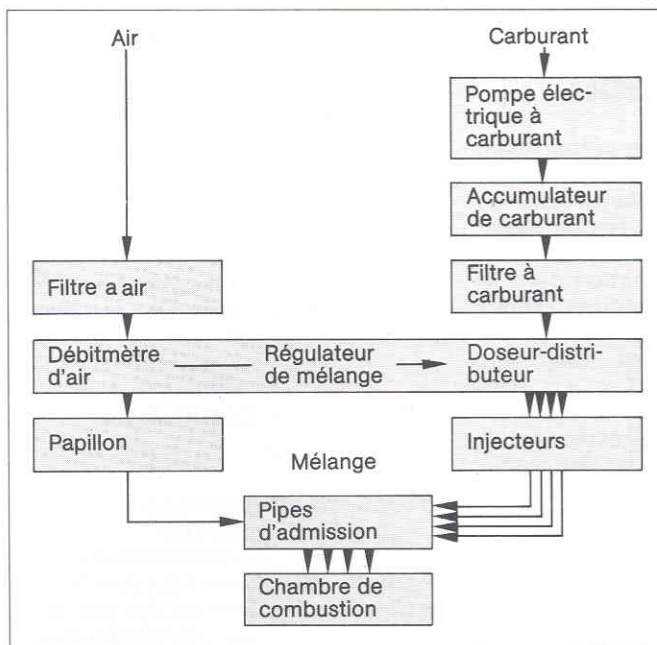 Air
Carburant
Pompe élec-
trique à
carburant
Accumulateur
de carburant
Filtre a air
Filtre à
carburant
Débitmètre
d'air
Régulateur
de mélange
Doseur-distri-
buteur
Papillon
Injecteurs
Mélange
Pipes
d'admission
Chambre de
combustion